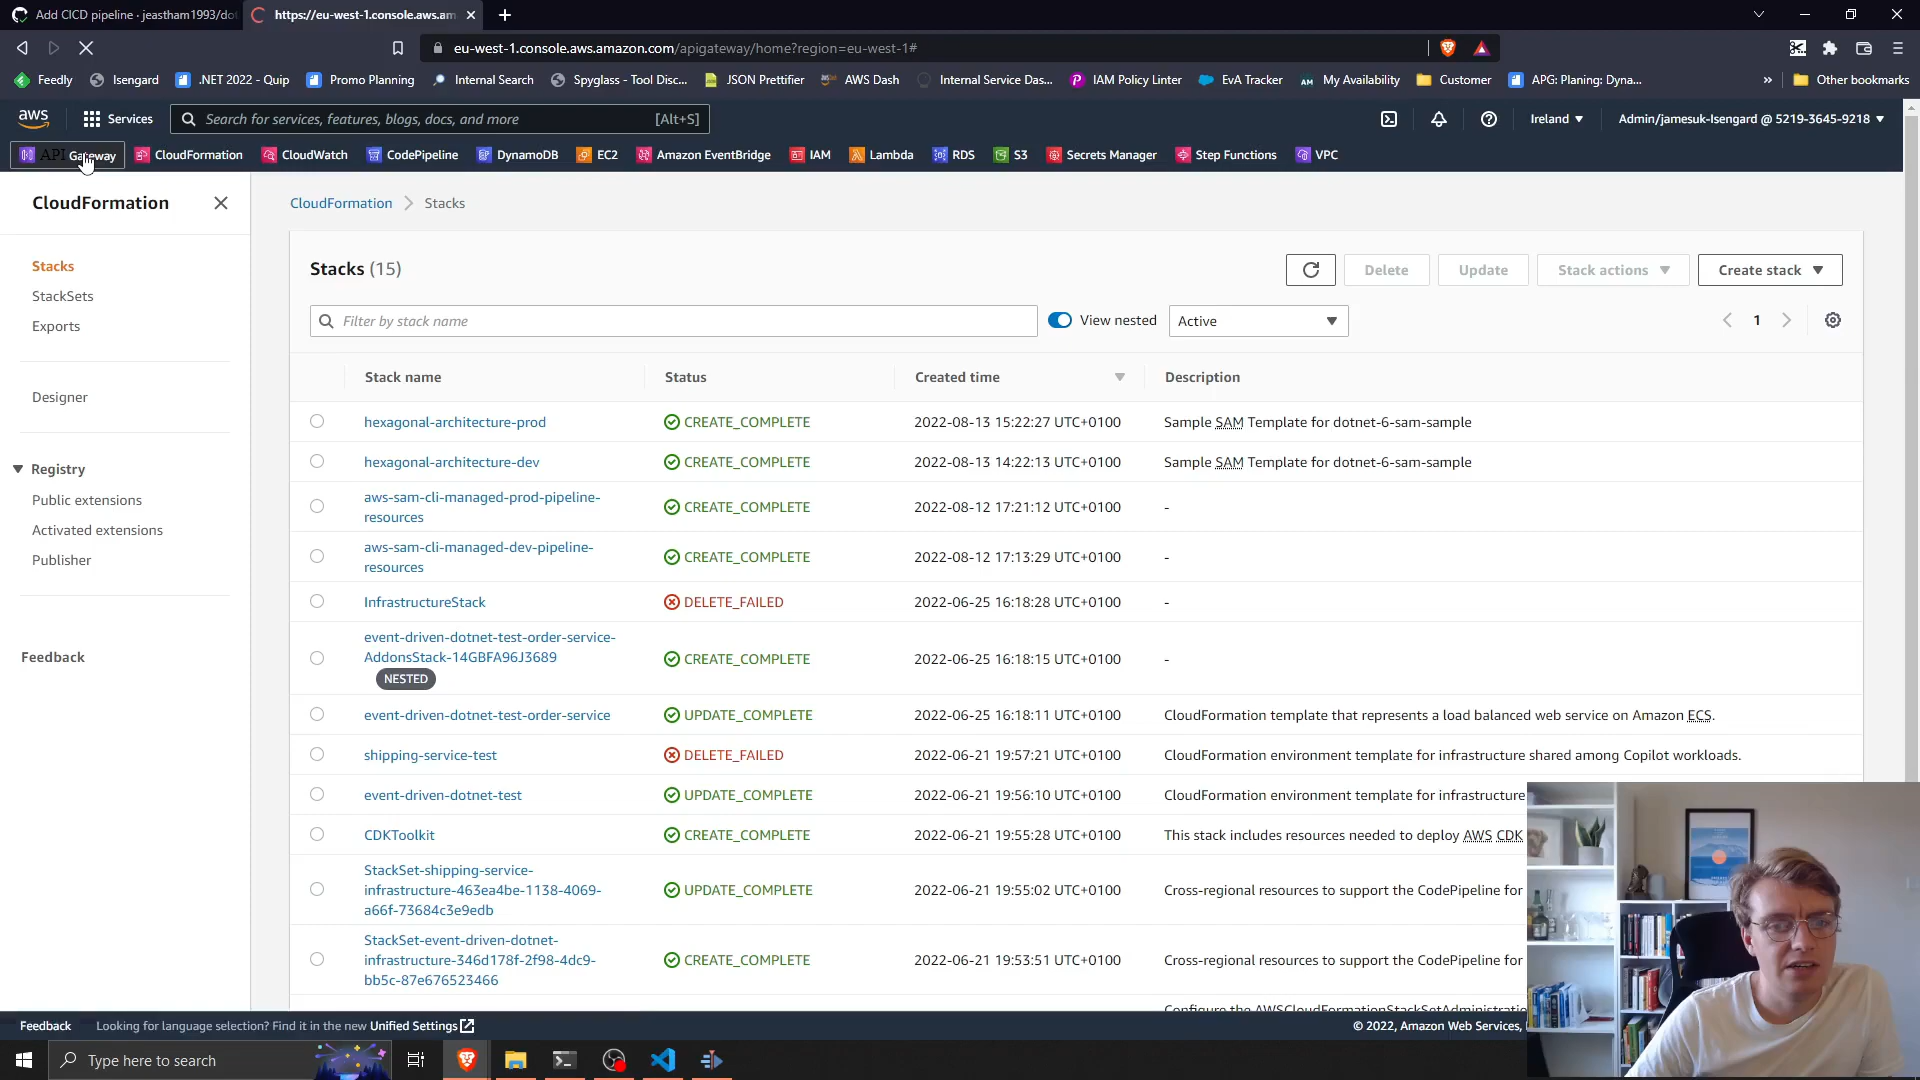 Add CICD pipeline · jeastham1993/dot
https://eu-west-1.console.aws.am
eu-west-1.console.aws.amazon.com/apigateway/home?region=eu-west-1#
Feedly
Isengard
.NET 2022 - Quip
Promo Planning
Internal Search
Spyglass - Tool Disc...
JSON Prettifier
AWS Dash
Internal Service Das...
IAM Policy Linter
EvA Tracker
AM My Availability
Customer
APG: Planing: Dyna...
»
Other bookmarks
aws
Services
Search for services, features, blogs, docs, and more
[Alt+S]
Ireland
Admin/jamesuk-Isengard @ 5219-3645-9218
API Gateway
CloudFormation
CloudWatch
CodePipeline
DynamoDB
EC2
Amazon EventBridge
IAM
Lambda
RDS
S3
Secrets Manager
Step Functions
VPC
CloudFormation
Stacks
StackSets
Exports
Designer
Registry
Public extensions
Activated extensions
Publisher
Feedback
CloudFormation > Stacks
Stacks (15)
Delete
Update
Stack actions
Create stack
Filter by stack name
View nested
Active
1
Stack name Status Created time Description
hexagonal-architecture-prod CREATE_COMPLETE 2022-08-13 15:22:27 UTC+0100 Sample SAM Template for dotnet-6-sam-sample
hexagonal-architecture-dev CREATE_COMPLETE 2022-08-13 14:22:13 UTC+0100 Sample SAM Template for dotnet-6-sam-sample
aws-sam-cli-managed-prod-pipeline-
resources
CREATE_COMPLETE 2022-08-12 17:21:12 UTC+0100 -
aws-sam-cli-managed-dev-pipeline-
resources
CREATE_COMPLETE 2022-08-12 17:13:29 UTC+0100 -
InfrastructureStack DELETE_FAILED 2022-06-25 16:18:28 UTC+0100 -
event-driven-dotnet-test-order-service-
AddonsStack-14GBFA96J3689
NESTED
CREATE_COMPLETE 2022-06-25 16:18:15 UTC+0100 -
event-driven-dotnet-test-order-service UPDATE_COMPLETE 2022-06-25 16:18:11 UTC+0100 CloudFormation template that represents a load balanced web service on Amazon ECS.
shipping-service-test DELETE_FAILED 2022-06-21 19:57:21 UTC+0100 CloudFormation environment template for infrastructure shared among Copilot workloads.
event-driven-dotnet-test UPDATE_COMPLETE 2022-06-21 19:56:10 UTC+0100 CloudFormation environment template for infrastructure
CDKToolkit CREATE_COMPLETE 2022-06-21 19:55:28 UTC+0100 This stack includes resources needed to deploy AWS CDK
StackSet-shipping-service-
infrastructure-463ea4be-1138-4069-
a66f-73684c3e9edb
UPDATE_COMPLETE 2022-06-21 19:55:02 UTC+0100 Cross-regional resources to support the CodePipeline for
StackSet-event-driven-dotnet-
infrastructure-346d178f-2f98-4dc9-
bb5c-87e676523466
CREATE_COMPLETE 2022-06-21 19:53:51 UTC+0100 Cross-regional resources to support the CodePipeline for
Configure the AWSCloudFormationStackSetAdministratio
Feedback
Looking for language selection? Find it in the new Unified Settings
© 2022, Amazon Web Services,
Type here to search